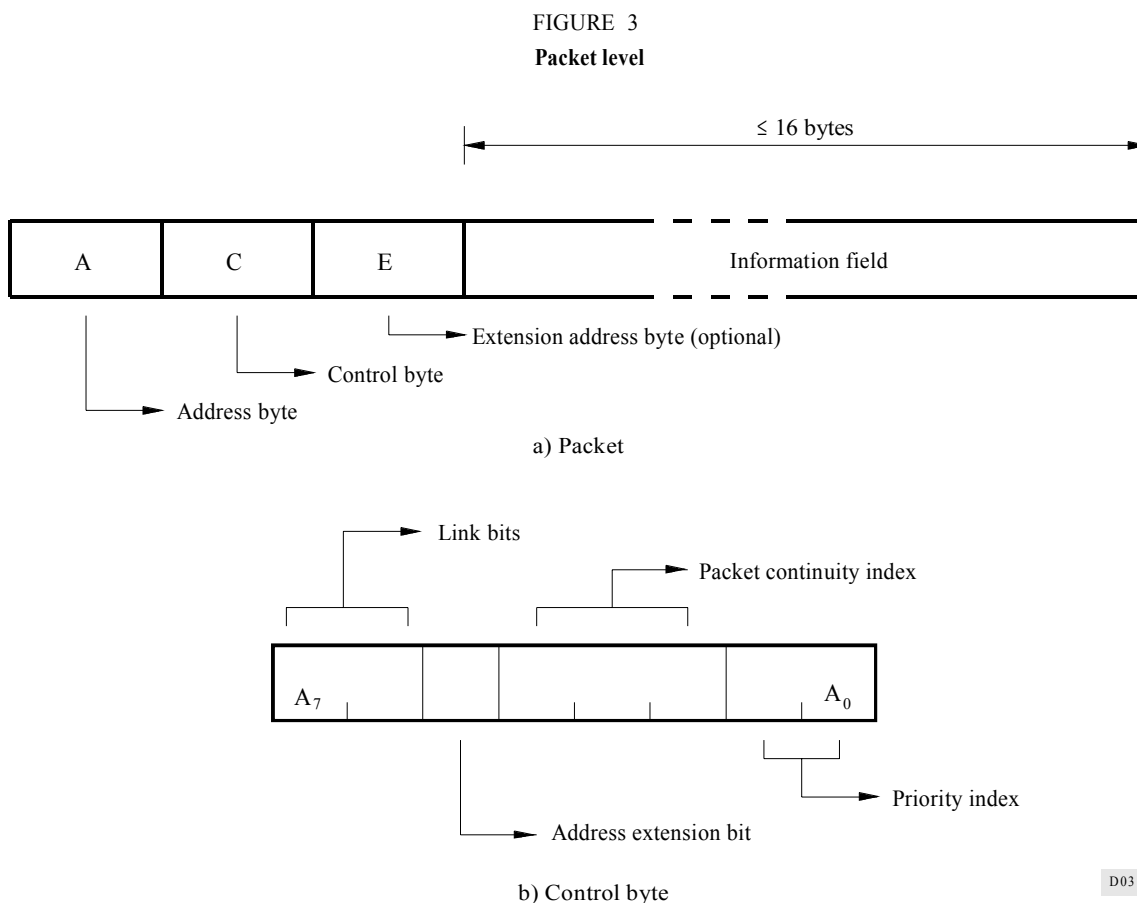 FIGURE 3
Packet level
≤ 16 bytes
A
C
E
Information field
Extension address byte (optional)
Control byte
Address byte
a) Packet
Link bits
Packet continuity index
A₇
A₀
Priority index
Address extension bit
b) Control byte
D03